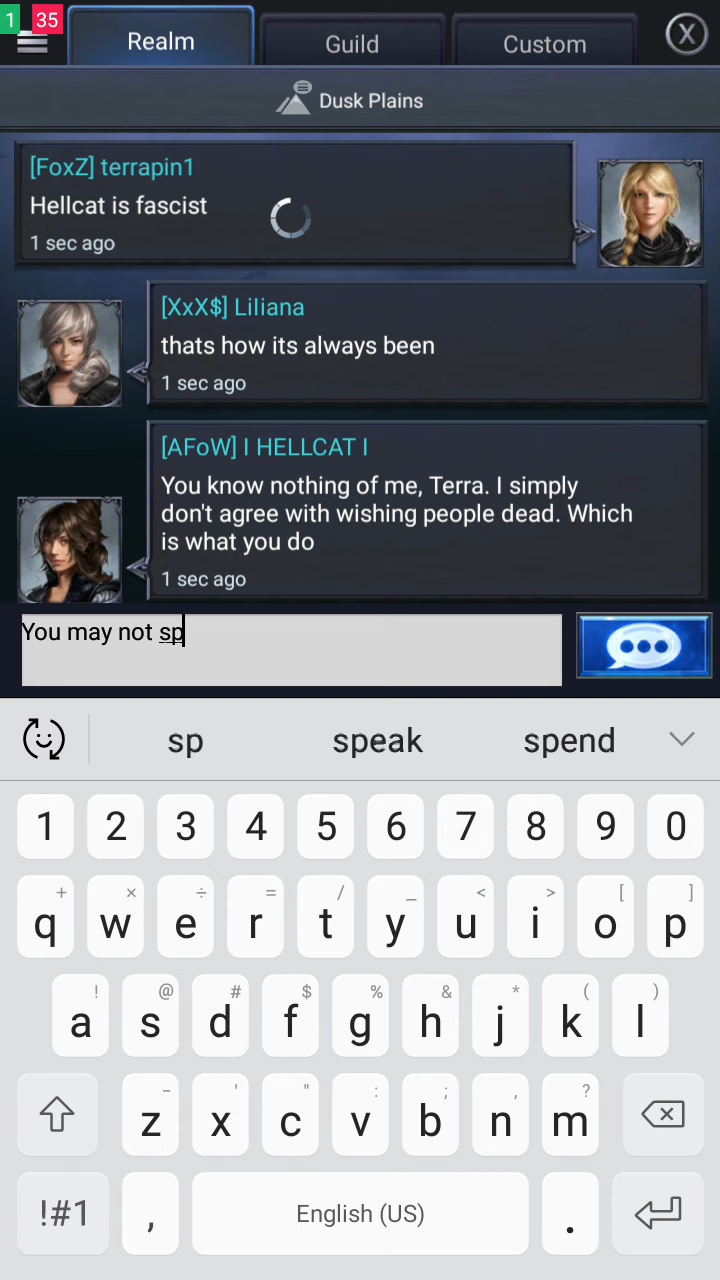 1 35
Realm Guild Custom X
Dusk Plains
[FoxZ] terrapin1
Hellcat is fascist
1 sec ago
[XxX$] Liliana
thats how its always been
1 sec ago
[AFoW] I HELLCAT I
You know nothing of me, Terra. I simply
don't agree with wishing people dead. Which
is what you do
1 sec ago
You may not sp
sp speak spend
1 2 3 4 5 6 7 8 9 0
+ × ÷ = / _ < > [ ]
q w e r t y u i o p
! @ # $ % & * ( )
a s d f g h j k l
- ' " : ; , ?
z x c v b n m
!#1 , English (US) .